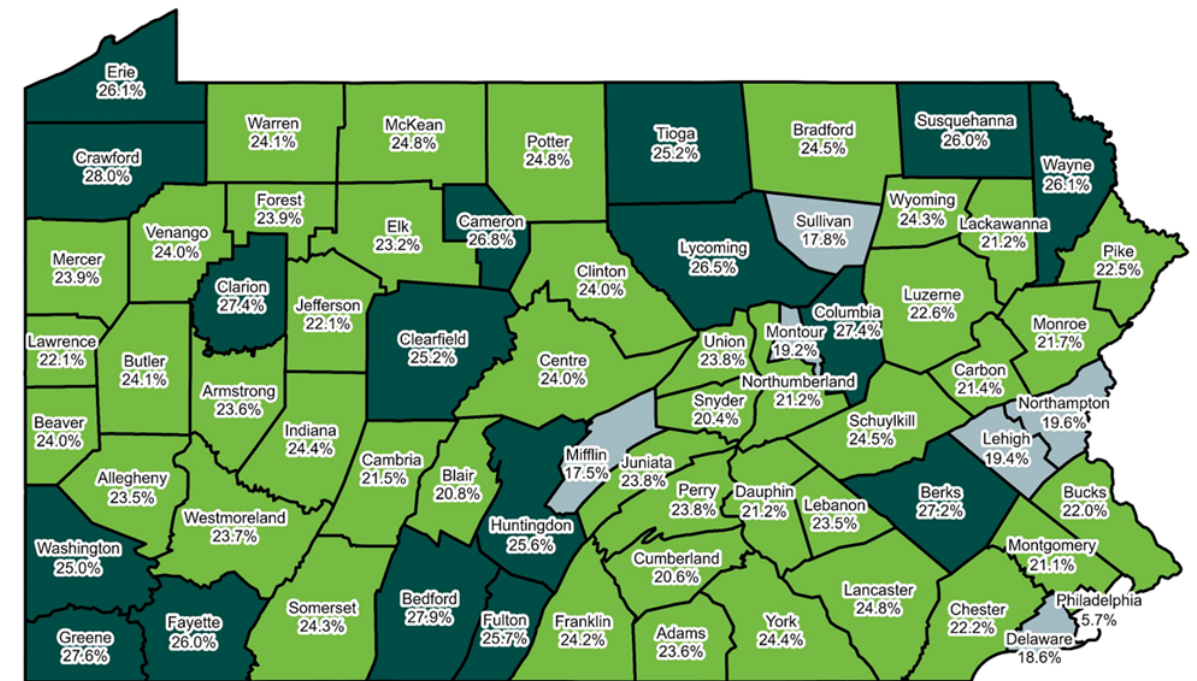 Erie
26.1%
Crawford
28.0%
Warren
24.1%
McKean
24.8%
Potter
24.8%
Tioga
25.2%
Bradford
24.5%
Susquehanna
26.0%
Wayne
26.1%
Forest
23.9%
Venango
24.0%
Elk
23.2%
Cameron
26.8%
Sullivan
17.8%
Wyoming
24.3%
Lackawanna
21.2%
Pike
22.5%
Mercer
23.9%
Clarion
27.4%
Jefferson
22.1%
Clinton
24.0%
Lycoming
26.5%
Columbia
27.4%
Luzerne
22.6%
Monroe
21.7%
Lawrence
22.1%
Butler
24.1%
Armstrong
23.6%
Clearfield
25.2%
Centre
24.0%
Union
23.8%
Montour
19.2%
Carbon
21.4%
Northampton
19.6%
Beaver
24.0%
Indiana
24.4%
Snyder
20.4%
Northumberland
21.2%
Schuylkill
24.5%
Lehigh
19.4%
Allegheny
23.5%
Cambria
21.5%
Blair
20.8%
Mifflin
17.5%
Juniata
23.8%
Perry
23.8%
Dauphin
21.2%
Lebanon
23.5%
Berks
27.2%
Bucks
22.0%
Westmoreland
23.7%
Huntingdon
25.6%
Washington
25.0%
Cumberland
20.6%
Montgomery
21.1%
Greene
27.6%
Fayette
26.0%
Somerset
24.3%
Bedford
27.9%
Fulton
25.7%
Franklin
24.2%
Adams
23.6%
York
24.4%
Lancaster
24.8%
Chester
22.2%
Philadelphia
5.7%
Delaware
18.6%